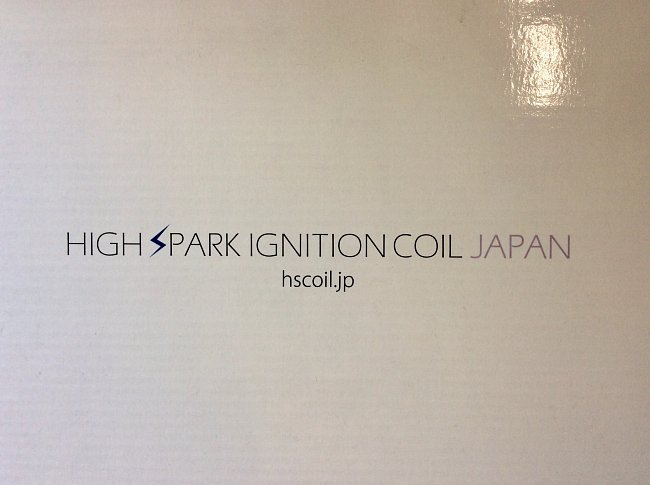 HIGH SPARK IGNITION COIL JAPAN
hscoil.jp